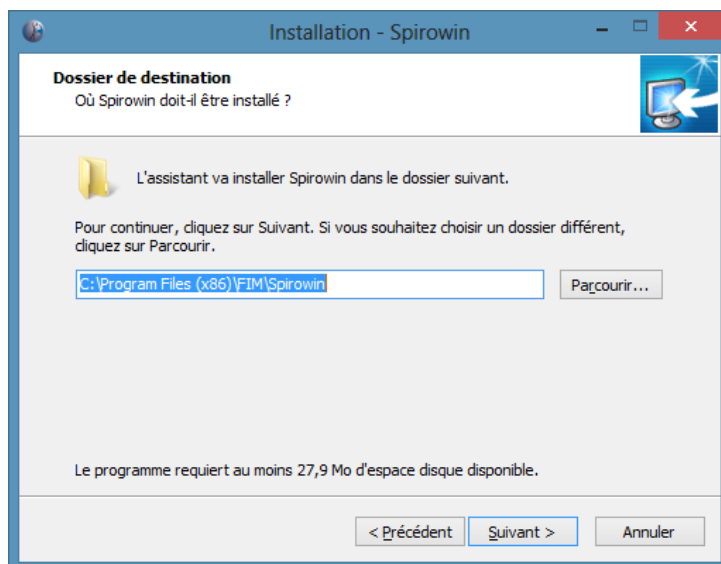 Installation - Spirowin
Dossier de destination
Où Spirowin doit-il être installé ?
L'assistant va installer Spirowin dans le dossier suivant.
Pour continuer, cliquez sur Suivant. Si vous souhaitez choisir un dossier différent,
cliquez sur Parcourir.
C:\Program Files (x86)\FIM\Spirowin
Parcourir...
Le programme requiert au moins 27,9 Mo d'espace disque disponible.
< Précédent
Suivant >
Annuler